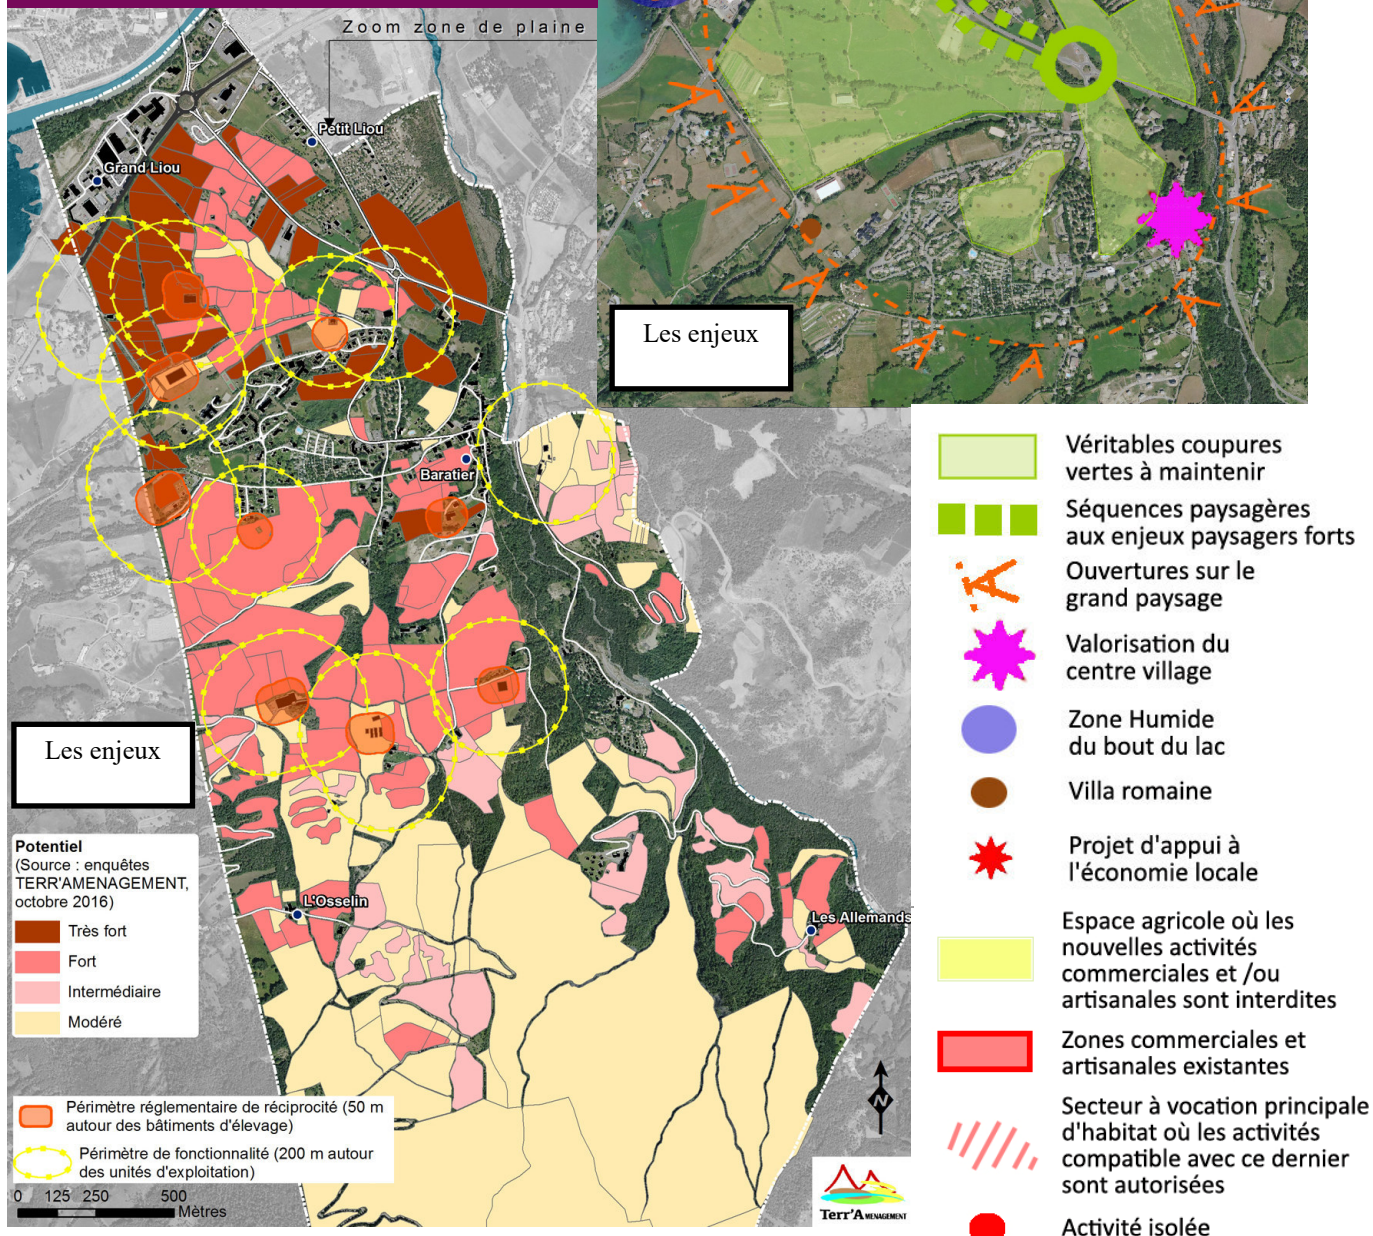 Zoom zone de plaine
Petit Liou
Grand Liou
Baratier
L'Osselin
Les Allemands
Les enjeux
Potentiel
(Source : enquêtes
TERR'AMENAGEMENT,
octobre 2016)
Très fort
Fort
Intermédiaire
Modéré
Périmètre réglementaire de réciprocité (50 m
autour des bâtiments d'élevage)
Périmètre de fonctionnalité (200 m autour
des unités d'exploitation)
0 125 250 500
Mètres
N
Terr'AMENAGEMENT
Les enjeux
Véritables coupures
vertes à maintenir
Séquences paysagères
aux enjeux paysagers forts
Ouvertures sur le
grand paysage
Valorisation du
centre village
Zone Humide
du bout du lac
Villa romaine
Projet d'appui à
l'économie locale
Espace agricole où les
nouvelles activités
commerciales et /ou
artisanales sont interdites
Zones commerciales et
artisanales existantes
Secteur à vocation principale
d'habitat où les activités
compatible avec ce dernier
sont autorisées
Activité isolée